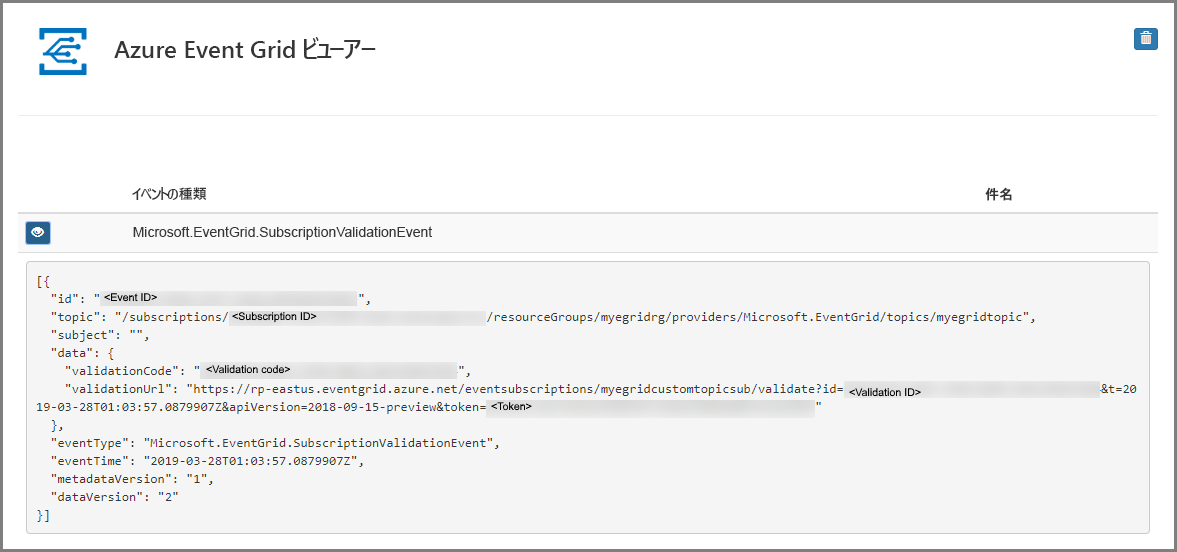 Azure Event Grid ビューアー
イベントの種類 件名
Microsoft.EventGrid.SubscriptionValidationEvent
[{
"id": "<Event ID>",
"topic": "/subscriptions/<Subscription ID>/resourceGroups/myegridrg/providers/Microsoft.EventGrid/topics/myegridtopic",
"subject": "",
"data": {
"validationCode": "<Validation code>",
"validationUrl": "https://rp-eastus.eventgrid.azure.net/eventsubscriptions/myegridcustomtopicsub/validate?id=<Validation ID>&t=20
19-03-28T01:03:57.0879907Z&apiVersion=2018-09-15-preview&token=<Token>"
},
"eventType": "Microsoft.EventGrid.SubscriptionValidationEvent",
"eventTime": "2019-03-28T01:03:57.0879907Z",
"metadataVersion": "1",
"dataVersion": "2"
}]